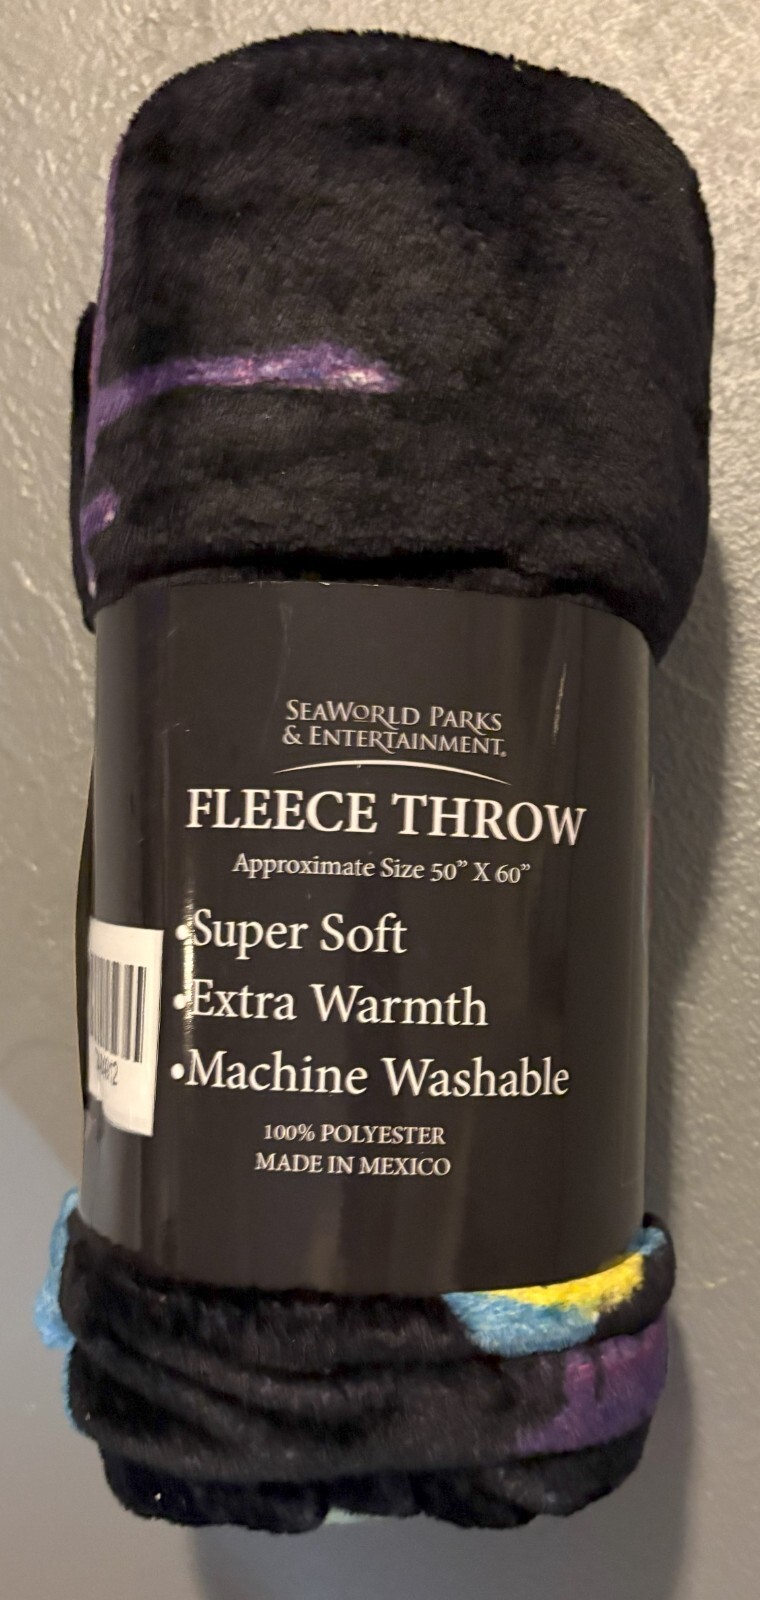 SEAWORLD PARKS
& ENTERTAINMENT®
FLEECE THROW
Approximate Size 50” X 60”
•Super Soft
•Extra Warmth
•Machine Washable
100% POLYESTER
MADE IN MEXICO